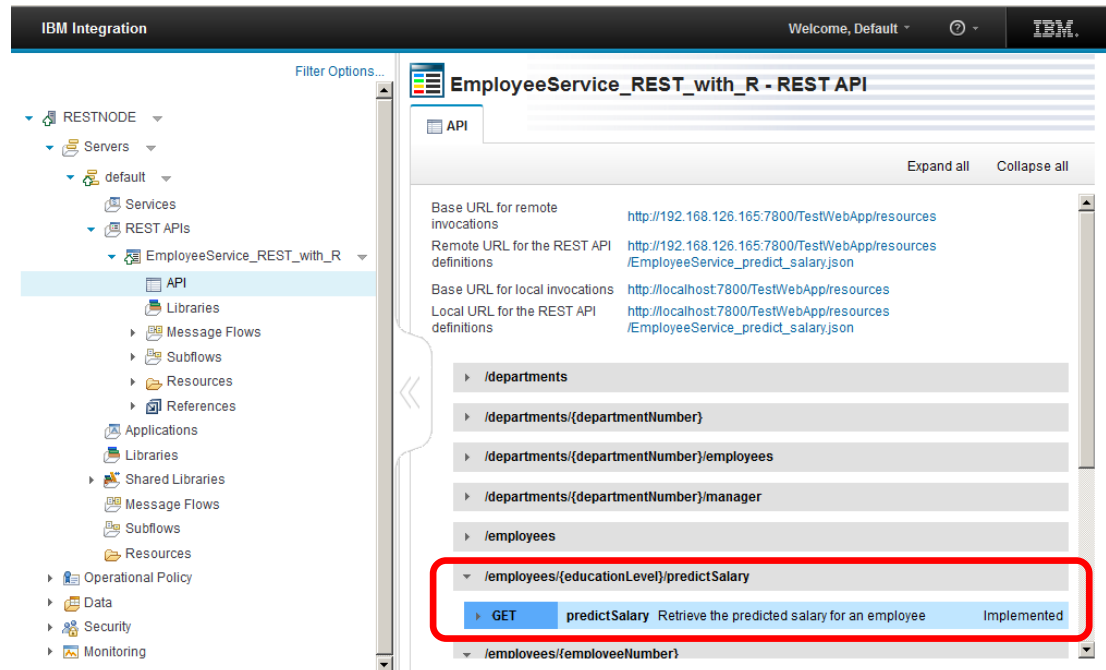 IBM Integration
Welcome, Default
IBM.
Filter Options...
RESTNODE
Servers
default
Services
REST APIs
EmployeeService_REST_with_R
API
Libraries
Message Flows
Subflows
Resources
References
Applications
Libraries
Shared Libraries
Message Flows
Subflows
Resources
Operational Policy
Data
Security
Monitoring
EmployeeService_REST_with_R - REST API
API
Expand all Collapse all
Base URL for remote
invocations
http://192.168.126.165:7800/TestWebApp/resources
Remote URL for the REST API
definitions
http://192.168.126.165:7800/TestWebApp/resources
/EmployeeService_predict_salary.json
Base URL for local invocations
http://localhost:7800/TestWebApp/resources
Local URL for the REST API
definitions
http://localhost:7800/TestWebApp/resources
/EmployeeService_predict_salary.json
/departments
/departments/{departmentNumber}
/departments/{departmentNumber}/employees
/departments/{departmentNumber}/manager
/employees
/employees/{educationLevel}/predictSalary
GET predictSalary Retrieve the predicted salary for an employee Implemented
/employees/{employeeNumber}